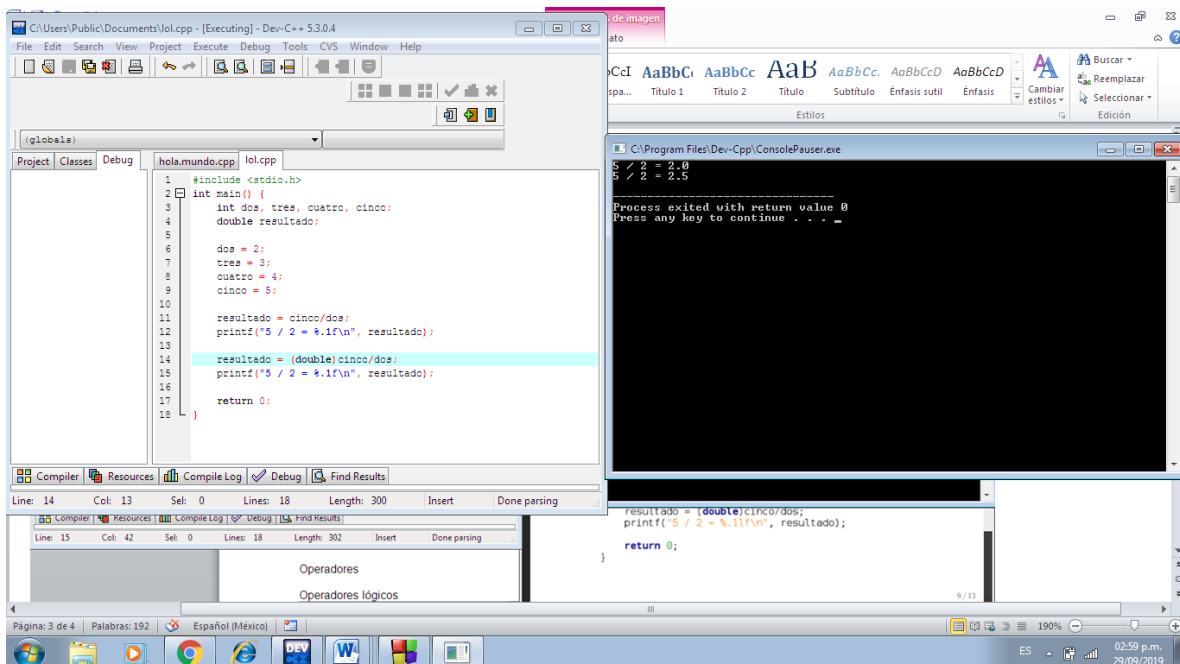 C:\Users\Public\Documents\lol.cpp - [Executing] - Dev-C++ 5.3.0.4
File Edit Search View Project Execute Debug Tools CVS Window Help
(globals)
Project Classes Debug
hola.mundo.cpp lol.cpp
1 #include <stdio.h>
2 int main() {
3 int dos, tres, cuatro, cinco;
4 double resultado;
5
6 dos = 2;
7 tres = 3;
8 cuatro = 4;
9 cinco = 5;
10
11 resultado = cinco/dos;
12 printf("5 / 2 = %.1f\n", resultado);
13
14 resultado = (double)cinco/dos;
15 printf("5 / 2 = %.1f\n", resultado);
16
17 return 0;
18 }
Compiler Resources Compile Log Debug Find Results
Line: 14 Col: 13 Sel: 0 Lines: 18 Length: 300 Insert Done parsing
Compiler Resources Compile Log Debug Find Results
Line: 15 Col: 42 Sel: 0 Lines: 18 Length: 302 Insert Done parsing
Operadores
Operadores lógicos
de imagen
ato
CcI AaBbC AaBbCc AaB AaBbCc. AaBbCcD AaBbCcD
spa... Título 1 Título 2 Título Subtítulo Énfasis sutil Énfasis
Cambiar estilos
Estilos
Buscar
Reemplazar
Seleccionar
Edición
C:\Program Files\Dev-Cpp\ConsolePauser.exe
5 / 2 = 2.0
5 / 2 = 2.5
--------------------------------
Process exited with return value 0
Press any key to continue . . . _
resultado = (double)cinco/dos;
printf("5 / 2 = %.1lf\n", resultado);
return 0;
}
9/13
Página: 3 de 4 Palabras: 192 Español (México) 190%
DEV
W
ES 02:59 p.m.
29/09/2019